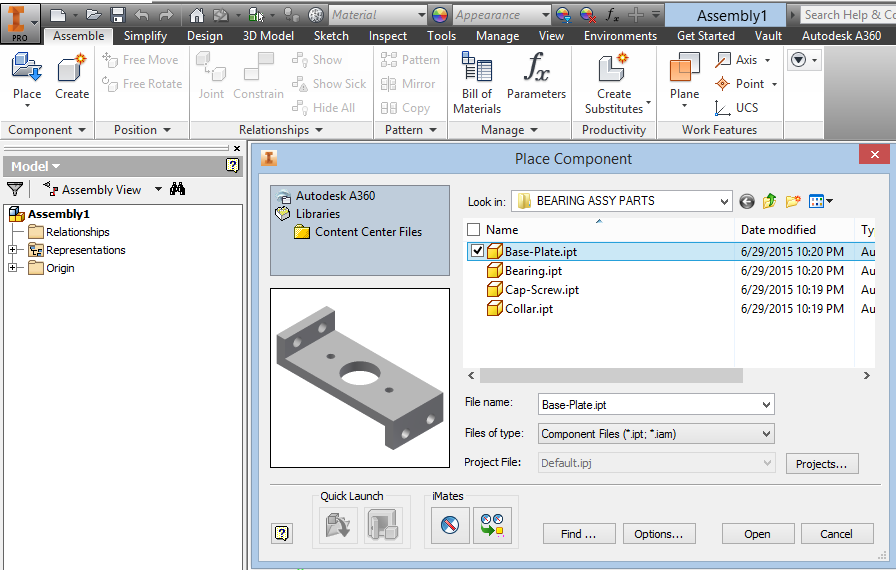 I PRO
Material
Appearance
fx
Assembly1
Search Help & Co
Assemble Simplify Design 3D Model Sketch Inspect Tools Manage View Environments Get Started Vault Autodesk A360
Place
Create
Free Move
Free Rotate
Joint
Constrain
Show
Show Sick
Hide All
Pattern
Mirror
Copy
Bill of
Materials
fx
Parameters
Create
Substitutes
Plane
Axis
Point
UCS
Component Position Relationships Pattern Manage Productivity Work Features
Model
Assembly View
Assembly1
Relationships
Representations
Origin
Place Component
Autodesk A360
Libraries
Content Center Files
Look in: BEARING ASSY PARTS
Name Date modified Ty
Base-Plate.ipt 6/29/2015 10:20 PM Au
Bearing.ipt 6/29/2015 10:20 PM Au
Cap-Screw.ipt 6/29/2015 10:19 PM Au
Collar.ipt 6/29/2015 10:19 PM Au
File name: Base-Plate.ipt
Files of type: Component Files (*.ipt; *.iam)
Project File: Default.ipj Projects...
Quick Launch iMates
Find ... Options... Open Cancel